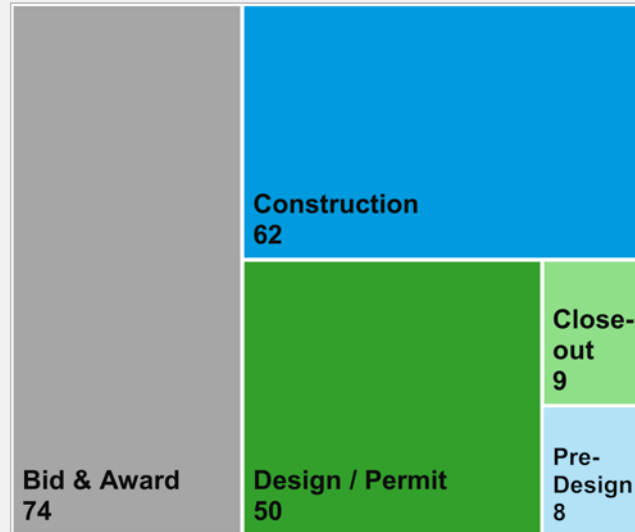 Construction
62
Close-
out
9
Bid & Award
74
Design / Permit
50
Pre-
Design
8